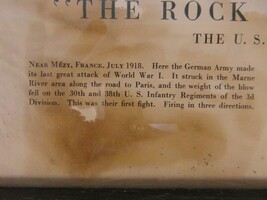 "THE ROCK
THE U. S.
NEAR MÉZY, FRANCE, JULY 1918. Here the German Army made
its last great attack of World War I. It struck in the Marne
River area along the road to Paris, and the weight of the blow
fell on the 30th and 38th U. S. Infantry Regiments of the 3d
Division. This was their first fight. Firing in three directions,